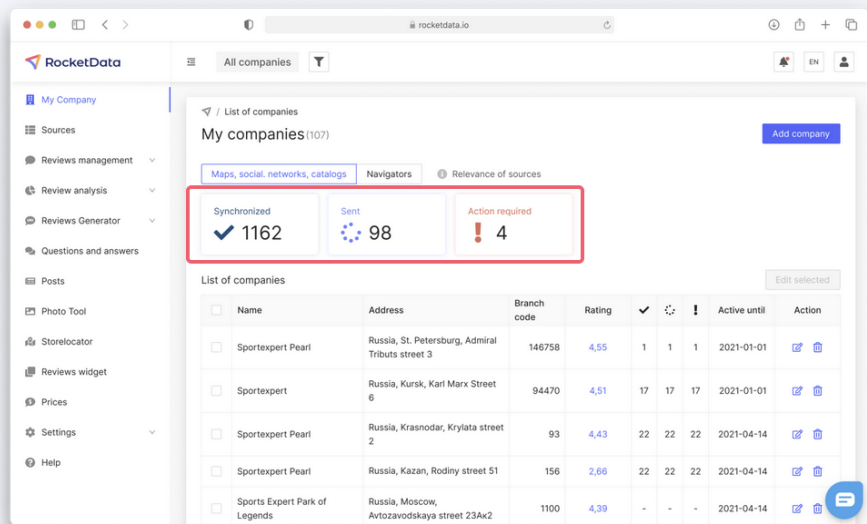 rocketdata.io
RocketData
All companies
EN
My Company
Sources
Reviews management
Review analysis
Reviews Generator
Questions and answers
Posts
Photo Tool
Storelocator
Reviews widget
Prices
Settings
Help
/ List of companies
My companies (107)
Add company
Maps, social. networks, catalogs
Navigators
Relevance of sources
Synchronized
1162
Sent
98
Action required
4
List of companies
Edit selected
Name Address Branch code Rating Active until Action
Sportexpert Pearl
Russia, St. Petersburg, Admiral
Tributs street 3
146758 4,55 1 1 1 2021-01-01
Sportexpert
Russia, Kursk, Karl Marx Street
6
94470 4,51 17 17 17 2021-01-01
Sportexpert Pearl
Russia, Krasnodar, Krylata street
2
93 4,43 22 22 22 2021-04-14
Sportexpert Pearl Russia, Kazan, Rodiny street 51 156 2,66 22 22 22 2021-04-14
Sports Expert Park of
Legends
Russia, Moscow,
Avtozavodskaya street 23Ак2
1100 4,39 - - - 2021-04-14